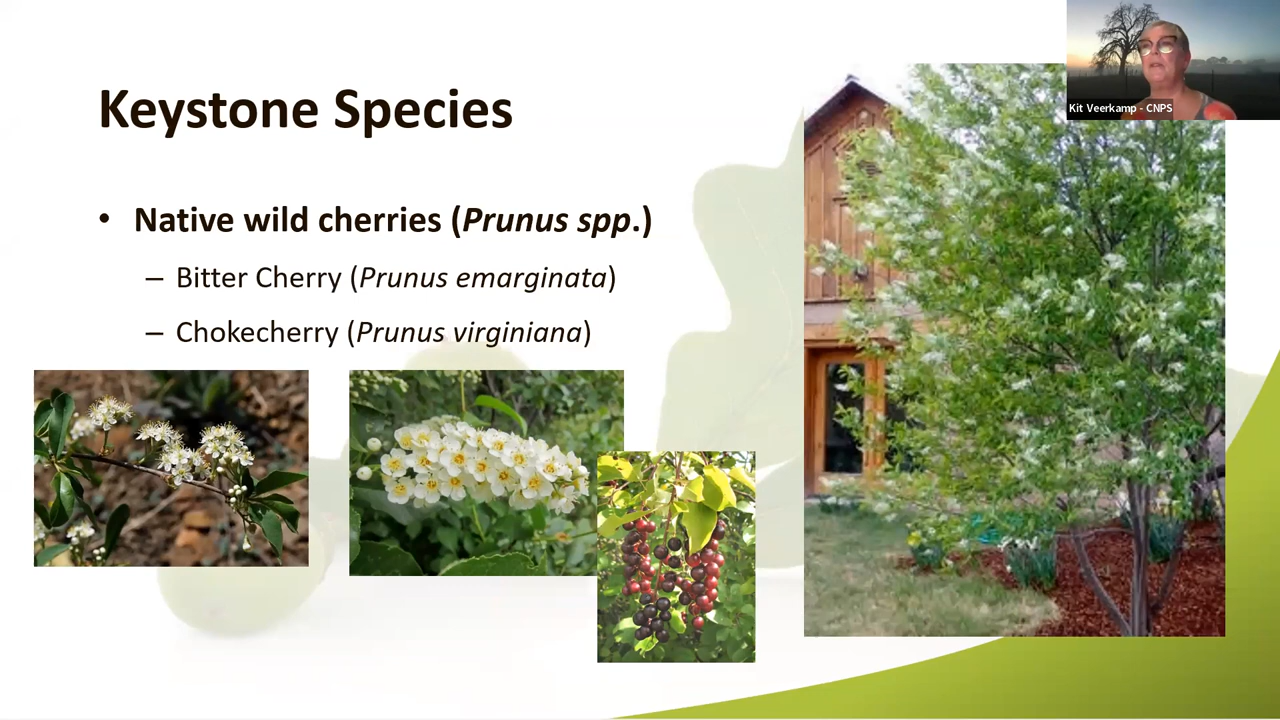 Keystone Species
• Native wild cherries (Prunus spp.)
– Bitter Cherry (Prunus emarginata)
– Chokecherry (Prunus virginiana)
Kit Veerkamp - CNPS